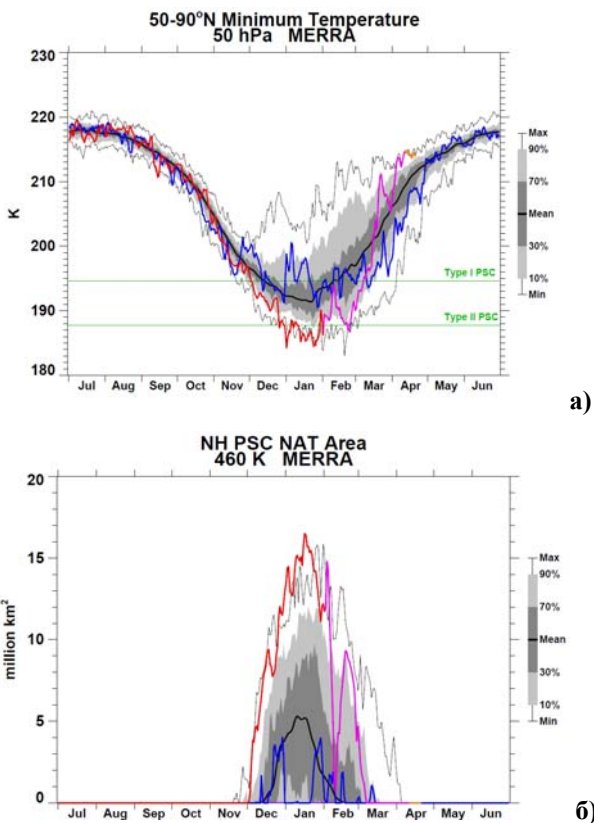 50-90°N Minimum Temperature
50 hPa MERRA
230
220
210
200
190
180
K
Jul Aug Sep Oct Nov Dec Jan Feb Mar Apr May Jun
Type I PSC
Type II PSC
Max
90%
70%
Mean
30%
10%
Min
а)
NH PSC NAT Area
460 K MERRA
20
15
10
5
0
million km²
Jul Aug Sep Oct Nov Dec Jan Feb Mar Apr May Jun
Max
90%
70%
Mean
30%
10%
Min
б)